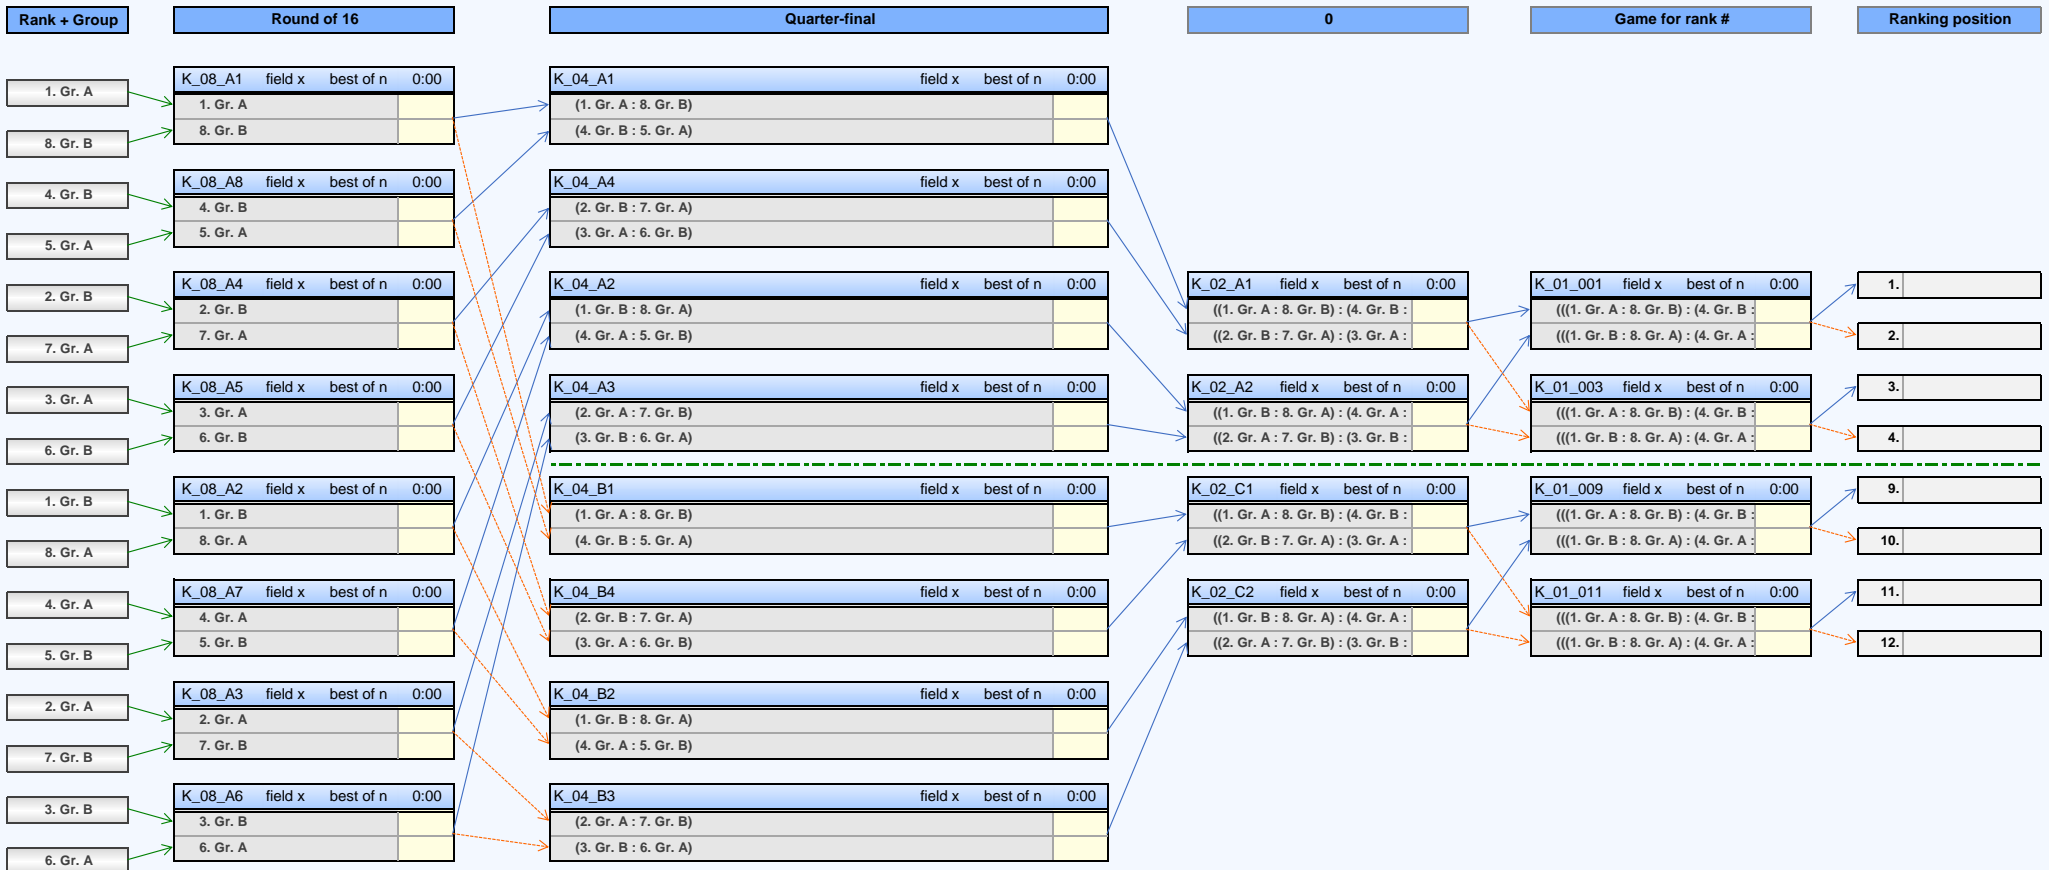 Rank + Group
Round of 16
Quarter-final
0
Game for rank #
Ranking position
1. Gr. A
8. Gr. B
4. Gr. B
5. Gr. A
2. Gr. B
7. Gr. A
3. Gr. A
6. Gr. B
1. Gr. B
8. Gr. A
4. Gr. A
5. Gr. B
2. Gr. A
7. Gr. B
3. Gr. B
6. Gr. A
K_08_A1 field x best of n 0:00
1. Gr. A
8. Gr. B
K_08_A8 field x best of n 0:00
4. Gr. B
5. Gr. A
K_08_A4 field x best of n 0:00
2. Gr. B
7. Gr. A
K_08_A5 field x best of n 0:00
3. Gr. A
6. Gr. B
K_08_A2 field x best of n 0:00
1. Gr. B
8. Gr. A
K_08_A7 field x best of n 0:00
4. Gr. A
5. Gr. B
K_08_A3 field x best of n 0:00
2. Gr. A
7. Gr. B
K_08_A6 field x best of n 0:00
3. Gr. B
6. Gr. A
K_04_A1 field x best of n 0:00
(1. Gr. A : 8. Gr. B)
(4. Gr. B : 5. Gr. A)
K_04_A4 field x best of n 0:00
(2. Gr. B : 7. Gr. A)
(3. Gr. A : 6. Gr. B)
K_04_A2 field x best of n 0:00
(1. Gr. B : 8. Gr. A)
(4. Gr. A : 5. Gr. B)
K_04_A3 field x best of n 0:00
(2. Gr. A : 7. Gr. B)
(3. Gr. B : 6. Gr. A)
K_04_B1 field x best of n 0:00
(1. Gr. A : 8. Gr. B)
(4. Gr. B : 5. Gr. A)
K_04_B4 field x best of n 0:00
(2. Gr. B : 7. Gr. A)
(3. Gr. A : 6. Gr. B)
K_04_B2 field x best of n 0:00
(1. Gr. B : 8. Gr. A)
(4. Gr. A : 5. Gr. B)
K_04_B3 field x best of n 0:00
(2. Gr. A : 7. Gr. B)
(3. Gr. B : 6. Gr. A)
K_02_A1 field x best of n 0:00
((1. Gr. A : 8. Gr. B) : (4. Gr. B :
((2. Gr. B : 7. Gr. A) : (3. Gr. A :
K_02_A2 field x best of n 0:00
((1. Gr. B : 8. Gr. A) : (4. Gr. A :
((2. Gr. A : 7. Gr. B) : (3. Gr. B :
K_02_C1 field x best of n 0:00
((1. Gr. A : 8. Gr. B) : (4. Gr. B :
((2. Gr. B : 7. Gr. A) : (3. Gr. A :
K_02_C2 field x best of n 0:00
((1. Gr. B : 8. Gr. A) : (4. Gr. A :
((2. Gr. A : 7. Gr. B) : (3. Gr. B :
K_01_001 field x best of n 0:00
(((1. Gr. A : 8. Gr. B) : (4. Gr. B :
(((1. Gr. B : 8. Gr. A) : (4. Gr. A :
K_01_003 field x best of n 0:00
(((1. Gr. A : 8. Gr. B) : (4. Gr. B :
(((1. Gr. B : 8. Gr. A) : (4. Gr. A :
K_01_009 field x best of n 0:00
(((1. Gr. A : 8. Gr. B) : (4. Gr. B :
(((1. Gr. B : 8. Gr. A) : (4. Gr. A :
K_01_011 field x best of n 0:00
(((1. Gr. A : 8. Gr. B) : (4. Gr. B :
(((1. Gr. B : 8. Gr. A) : (4. Gr. A :
1.
2.
3.
4.
9.
10.
11.
12.